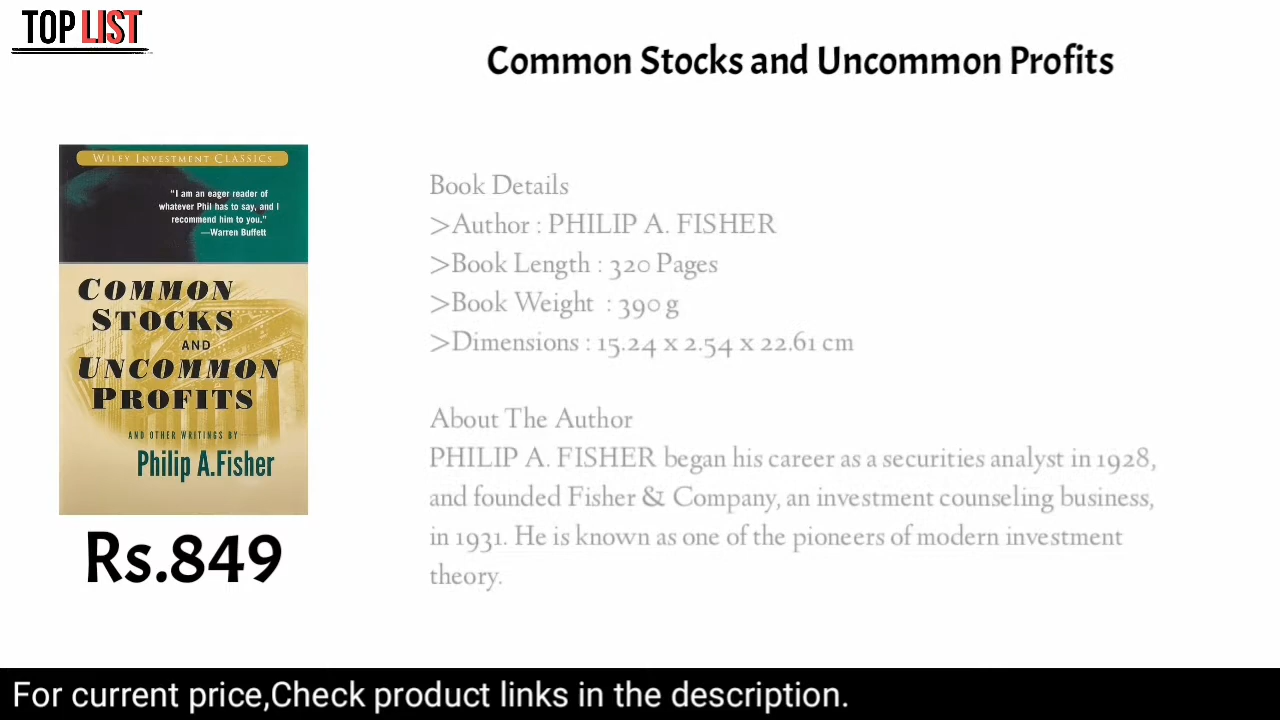 TOP LIST
Common Stocks and Uncommon Profits
WILEY INVESTMENT CLASSICS
"I am an eager reader of
whatever Phil has to say, and I
recommend him to you."
—Warren Buffett
COMMON
STOCKS
AND
UNCOMMON
PROFITS
AND OTHER WRITINGS BY
Philip A.Fisher
Rs.849
Book Details
>Author : PHILIP A. FISHER
>Book Length : 320 Pages
>Book Weight  : 390 g
>Dimensions : 15.24 x 2.54 x 22.61 cm
About The Author
PHILIP A. FISHER began his career as a securities analyst in 1928,
and founded Fisher & Company, an investment counseling business,
in 1931. He is known as one of the pioneers of modern investment
theory.
For current price,Check product links in the description.